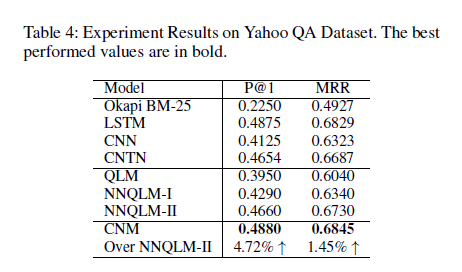 Table 4: Experiment Results on Yahoo QA Dataset. The best
performed values are in bold.
Model P@1 MRR
Okapi BM-25 0.2250 0.4927
LSTM 0.4875 0.6829
CNN 0.4125 0.6323
CNTN 0.4654 0.6687
QLM 0.3950 0.6040
NNQLM-I 0.4290 0.6340
NNQLM-II 0.4660 0.6730
CNM 0.4880 0.6845
Over NNQLM-II 4.72% ↑ 1.45% ↑